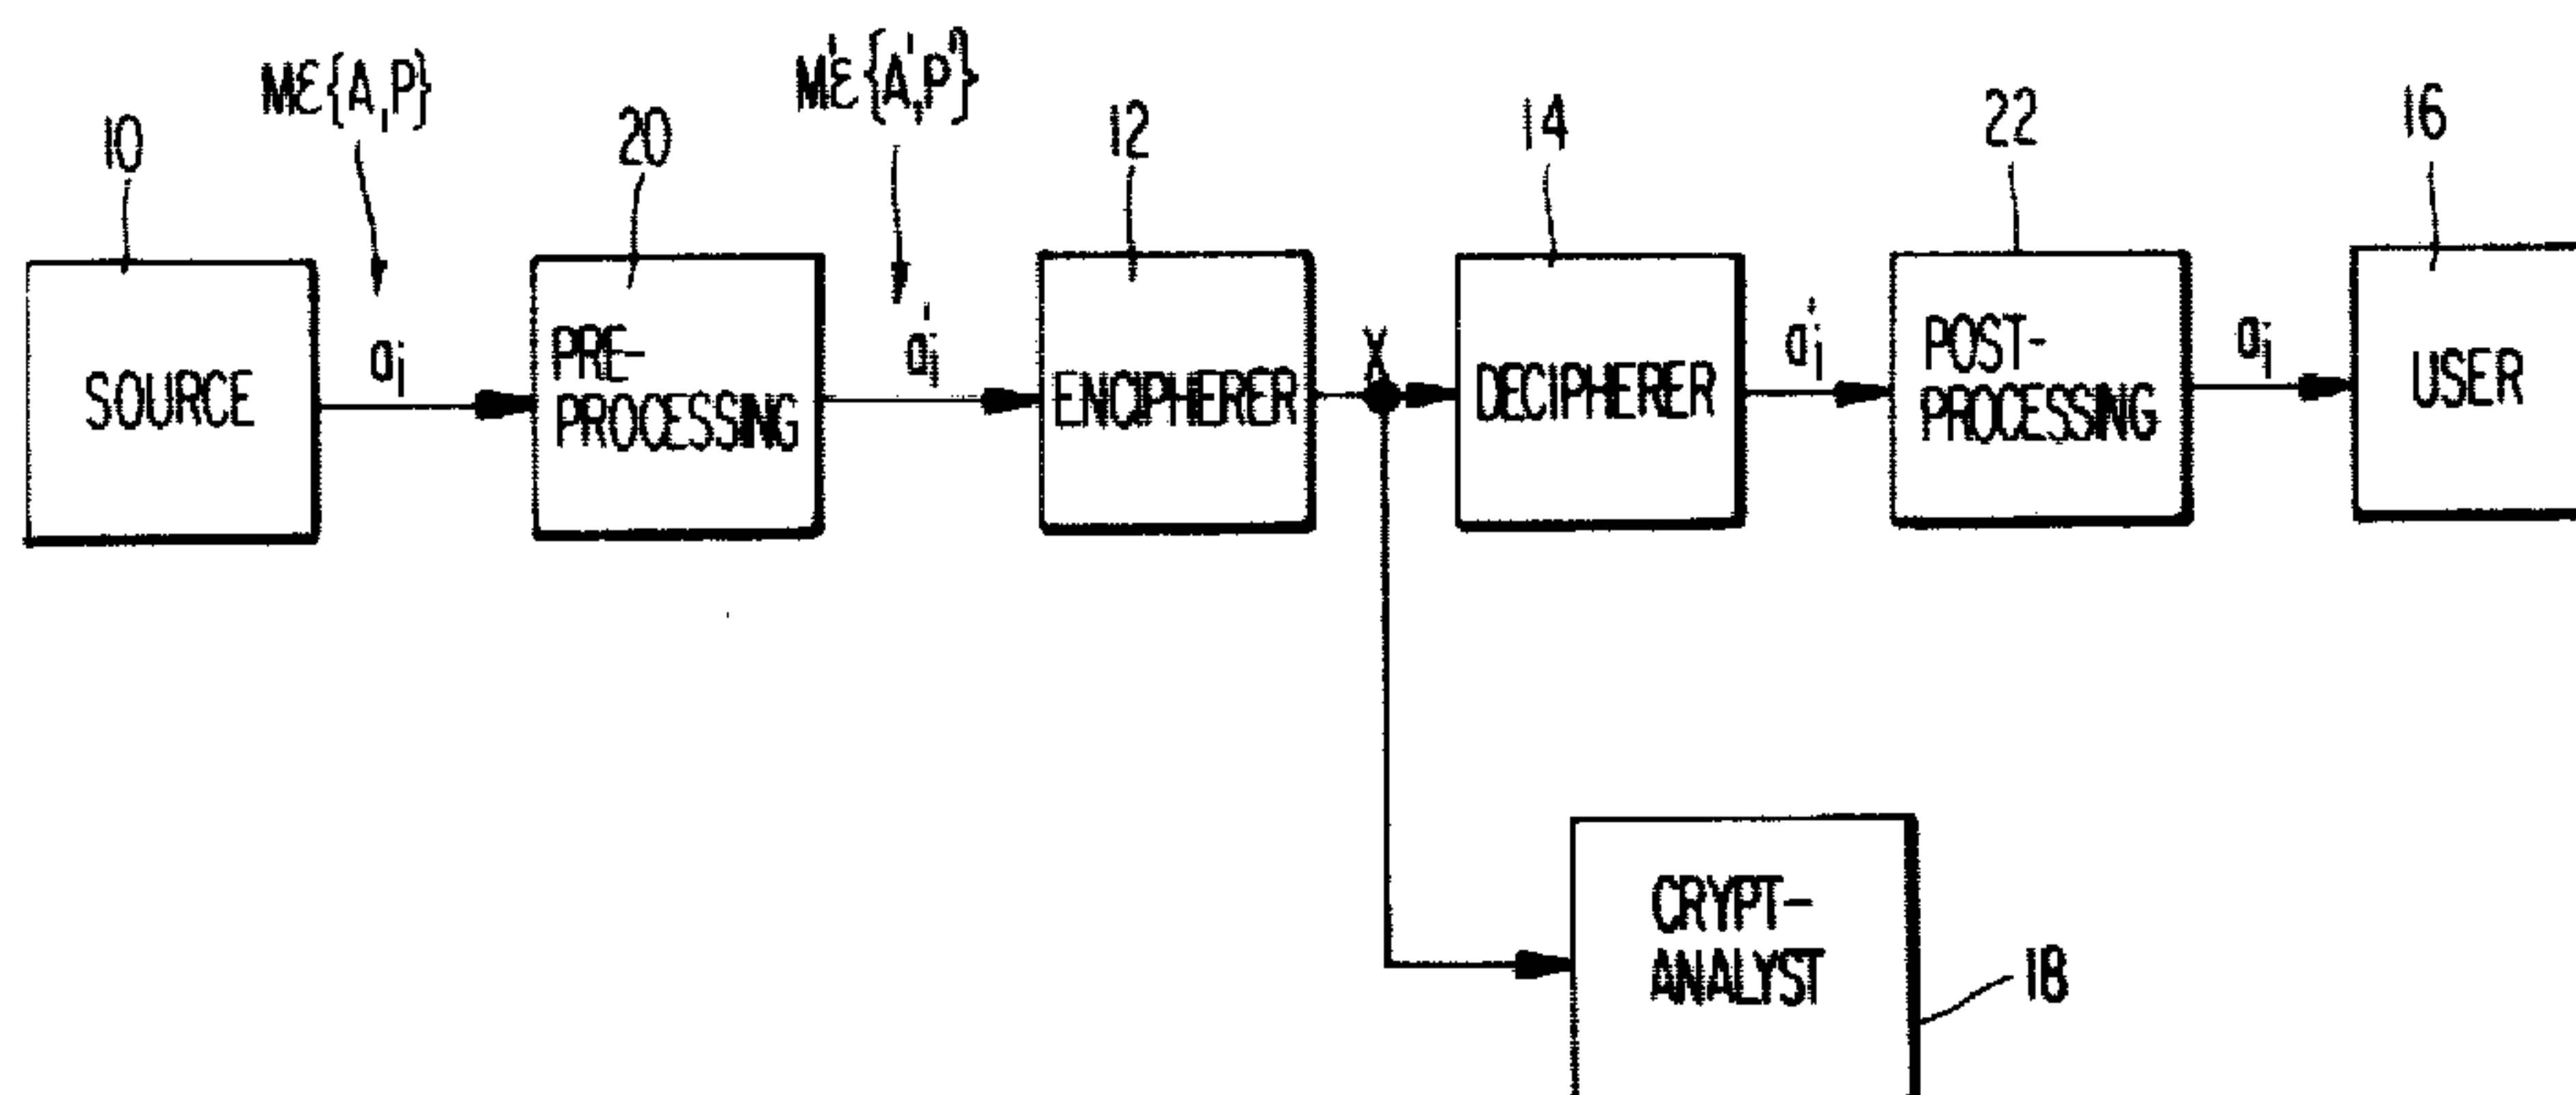 Mε{A,P}
M'ε{A',P'}
10
20
12
14
22
16
SOURCE
ai
PRE-
PROCESSING
a'i
ENCIPHERER
X
DECIPHERER
a'i
POST-
PROCESSING
ai
USER
CRYPT-
ANALYST
18